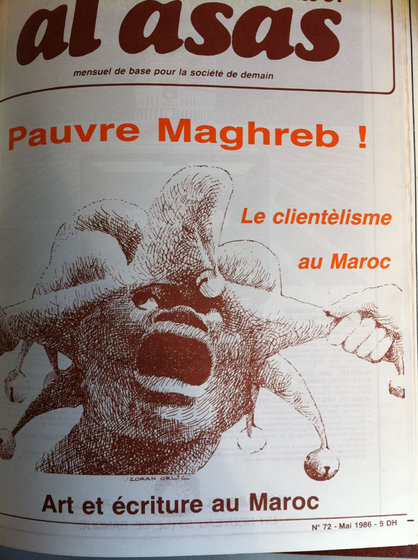 al asas
mensuel de base pour la société de demain
Pauvre Maghreb !
Le clientèlisme
au Maroc
ZORAN ORLIĆ
Art et écriture au Maroc
N° 72 - Mai 1986 - 5 DH